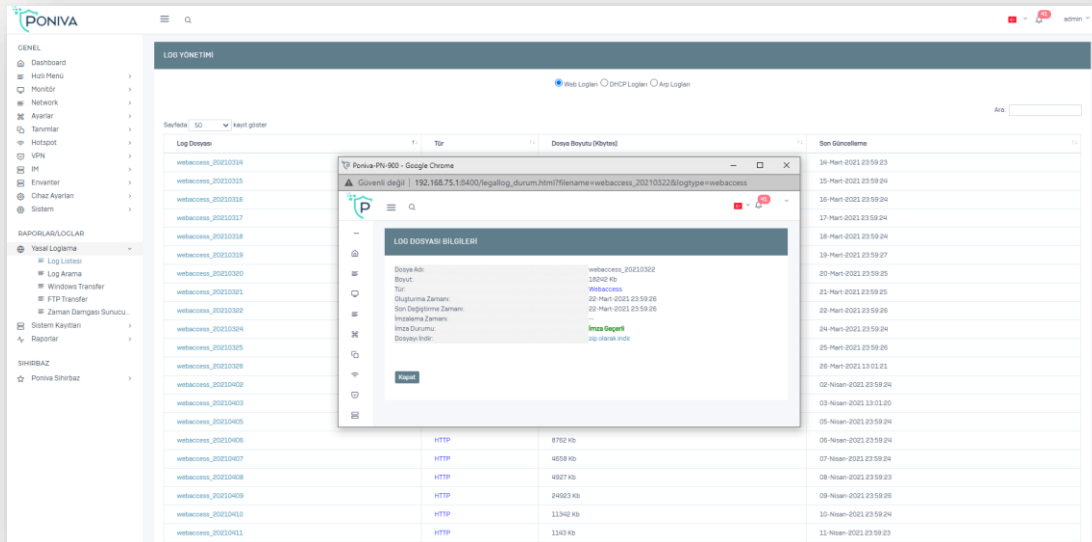 PONIVA
48
admin
GENEL
Dashboard
Hızlı Menü
Monitör
Network
Ayarlar
Tanımlar
Hotspot
VPN
IM
Envanter
Cihaz Ayarları
Sistem
RAPORLAR/LOGLAR
Yasal Loglama
Log Listesi
Log Arama
Windows Transfer
FTP Transfer
Zaman Damgası Sunucu...
Sistem Kayıtları
Raporlar
SIHIRBAZ
Poniva Sihirbaz
LOG YÖNETİMİ
Web Logları DHCP Logları Arp Logları
Ara:
Sayfada 50 kayıt göster
Log Dosyası Tür Dosya Boyutu (Kbytes) Son Güncelleme
webaccess_20210314 14-Mart-2021 23:59:23
webaccess_20210315 15-Mart-2021 23:59:24
webaccess_20210316 16-Mart-2021 23:59:24
webaccess_20210317 17-Mart-2021 23:59:24
webaccess_20210318 18-Mart-2021 23:59:24
webaccess_20210319 19-Mart-2021 23:59:27
webaccess_20210320 20-Mart-2021 23:59:25
webaccess_20210321 21-Mart-2021 23:59:25
webaccess_20210322 22-Mart-2021 23:59:26
webaccess_20210324 24-Mart-2021 23:59:24
webaccess_20210325 25-Mart-2021 23:59:26
webaccess_20210326 26-Mart-2021 13:01:21
webaccess_20210402 02-Nisan-2021 23:59:24
webaccess_20210403 03-Nisan-2021 13:01:20
webaccess_20210405 05-Nisan-2021 23:59:24
webaccess_20210406 HTTP 8762 Kb 06-Nisan-2021 23:59:24
webaccess_20210407 HTTP 4658 Kb 07-Nisan-2021 23:59:24
webaccess_20210408 HTTP 4927 Kb 08-Nisan-2021 23:59:23
webaccess_20210409 HTTP 24923 Kb 09-Nisan-2021 23:59:26
webaccess_20210410 HTTP 11342 Kb 10-Nisan-2021 23:59:24
webaccess_20210411 HTTP 1143 Kb 11-Nisan-2021 23:59:23
Poniva-PN-900 - Google Chrome
Güvenli değil | 192.168.75.1:8400/legallog_durum.html?filename=webaccess_20210322&logtype=webaccess
LOG DOSYASI BİLGİLERİ
Dosya Adı: webaccess_20210322
Boyut: 18242 Kb
Tür: Webaccess
Oluşturma Zamanı: 22-Mart-2021 23:59:26
Son Değiştirme Zamanı: 22-Mart-2021 23:59:26
İmzalama Zamanı: ---
İmza Durumu: İmza Geçerli
Dosyayı İndir: zip olarak indir
Kapat